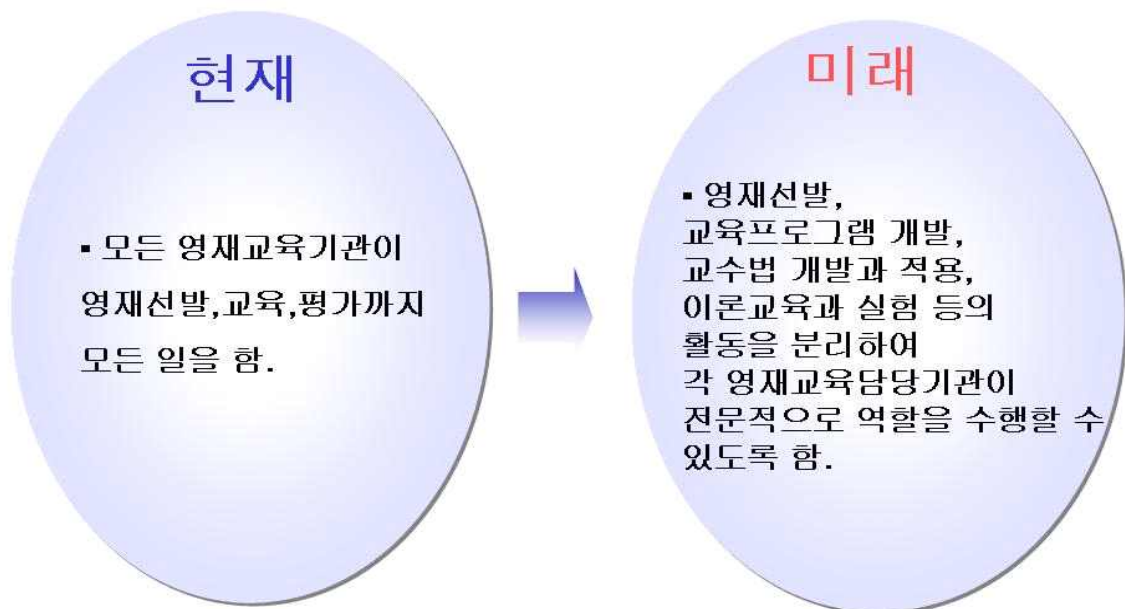 현재
▪ 모든 영재교육기관이
영재선발,교육,평가까지
모든 일을 함.
미래
▪ 영재선발,
교육프로그램 개발,
교수법 개발과 적용,
이론교육과 실험 등의
활동을 분리하여
각 영재교육담당기관이
전문적으로 역할을 수행할 수
있도록 함.